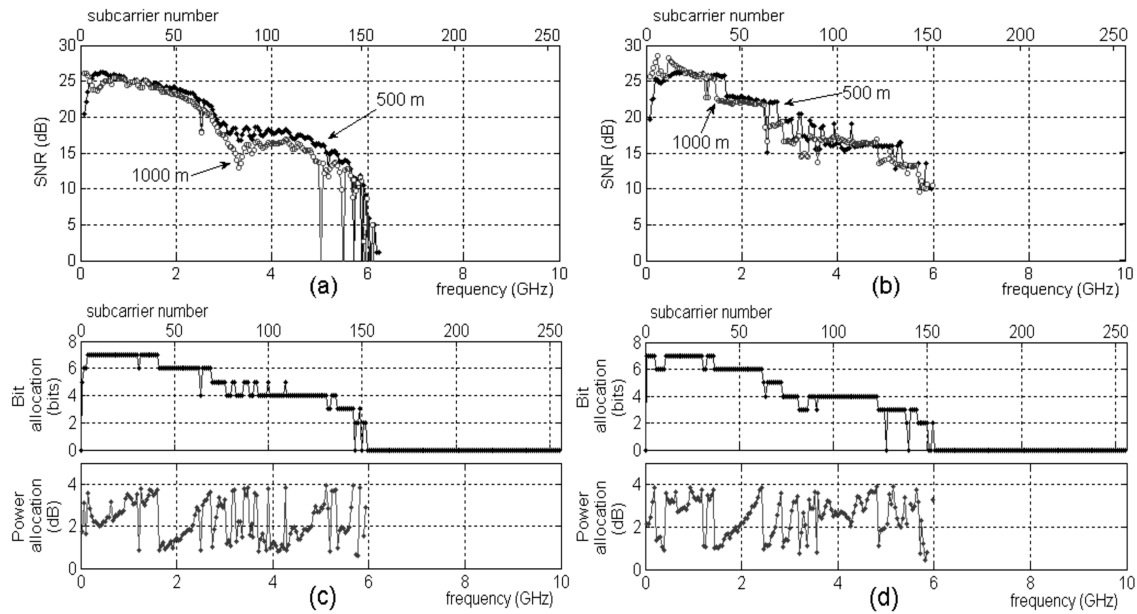 subcarrier number
0 50 100 150 200 250
30
25
20
15
10
5
0
SNR (dB)
500 m
1000 m
0 2 4 6 8 10
(a) frequency (GHz)
subcarrier number
0 50 100 150 200 250
30
25
20
15
10
5
0
SNR (dB)
500 m
1000 m
0 2 4 6 8 10
(b) frequency (GHz)
subcarrier number
0 50 100 150 200 250
8
6
4
2
0
Bit
allocation
(bits)
4
2
0
Power
allocation
(dB)
0 2 4 6 8 10
(c) frequency (GHz)
subcarrier number
0 50 100 150 200 250
8
6
4
2
0
Bit
allocation
(bits)
4
2
0
Power
allocation
(dB)
0 2 4 6 8 10
(d) frequency (GHz)